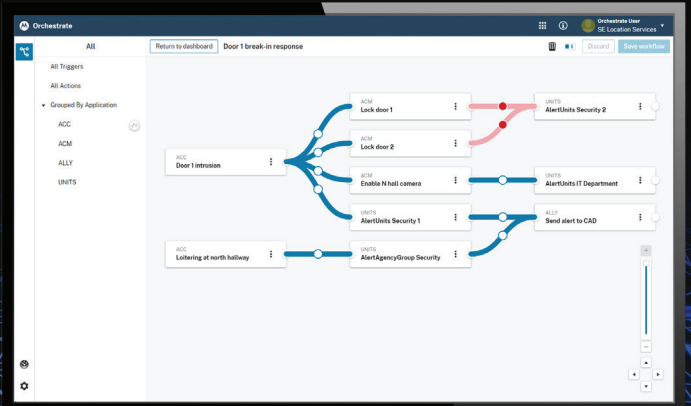 Orchestrate
Orchestrate User
SE Location Services
All
Return to dashboard
Door 1 break-in response
Discard
Save workflow
All Triggers
All Actions
Grouped By Application
ACC
ACM
ALLY
UNITS
ACC
Door 1 intrusion
ACC
Loitering at north hallway
ACM
Lock door 1
ACM
Lock door 2
ACM
Enable N hall camera
UNITS
AlertUnits Security 1
UNITS
AlertAgencyGroup Security
UNITS
AlertUnits Security 2
UNITS
AlertUnits IT Department
ALLY
Send alert to CAD